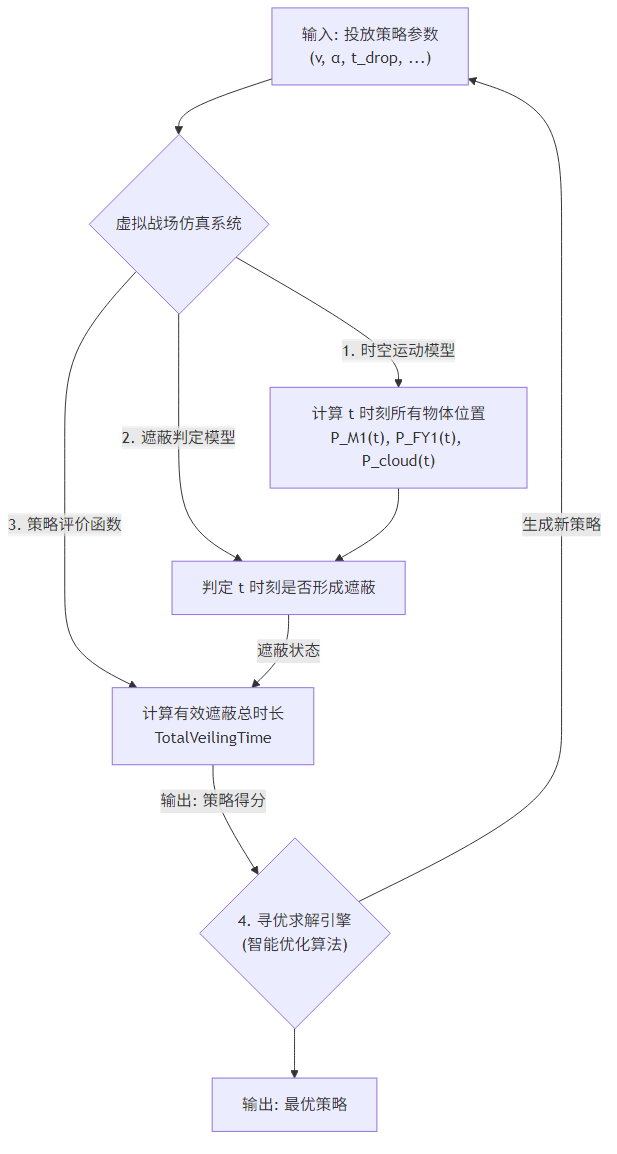 输入: 投放策略参数
(v, α, t_drop, ...)
虚拟战场仿真系统
1. 时空运动模型
计算 t 时刻所有物体位置
P_M1(t), P_FY1(t),
P_cloud(t)
2. 遮蔽判定模型
3. 策略评价函数
生成新策略
判定 t 时刻是否形成遮蔽
遮蔽状态
计算有效遮蔽总时长
TotalVeilingTime
输出: 策略得分
4. 寻优求解引擎
(智能优化算法)
输出: 最优策略